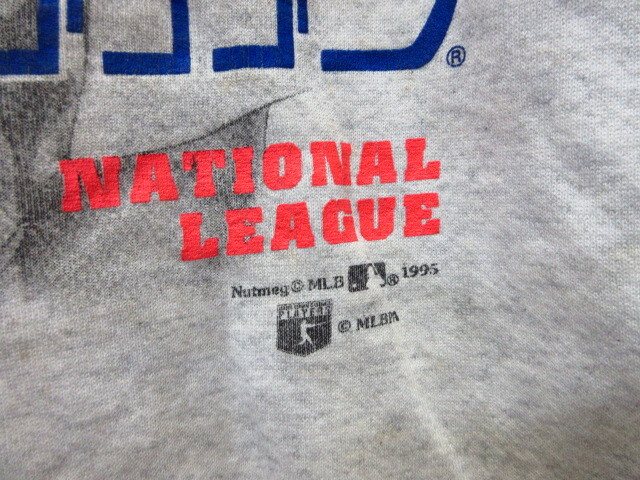 ®
NATIONAL
LEAGUE
Nutmeg © MLB ® 1995
PLAYERS
© MLBPA